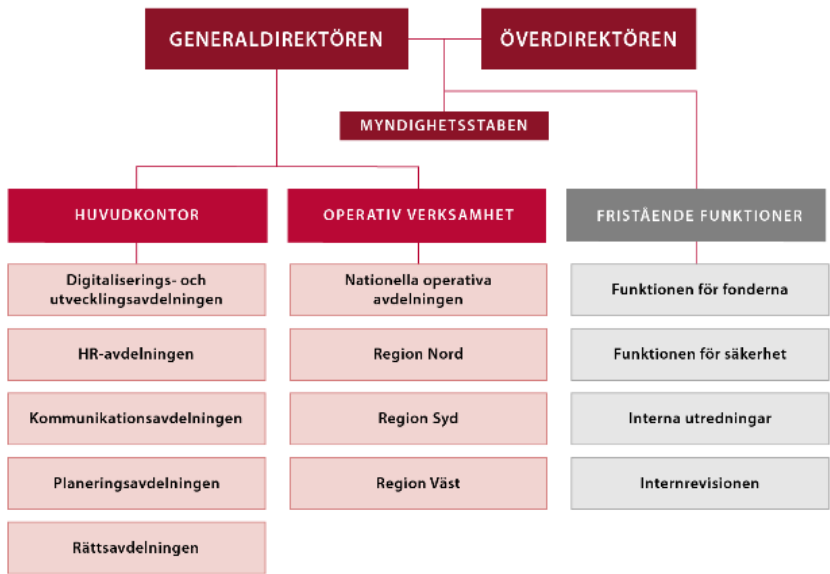 GENERALDIREKTÖREN
ÖVERDIREKTÖREN
MYNDIGHETSSTABEN
HUVUDKONTOR
Digitaliserings- och
utvecklingsavdelningen
HR-avdelningen
Kommunikationsavdelningen
Planeringsavdelningen
Rättsavdelningen
OPERATIV VERKSAMHET
Nationella operativa
avdelningen
Region Nord
Region Syd
Region Väst
FRISTÅENDE FUNKTIONER
Funktionen för fonderna
Funktionen för säkerhet
Interna utredningar
Internrevisionen